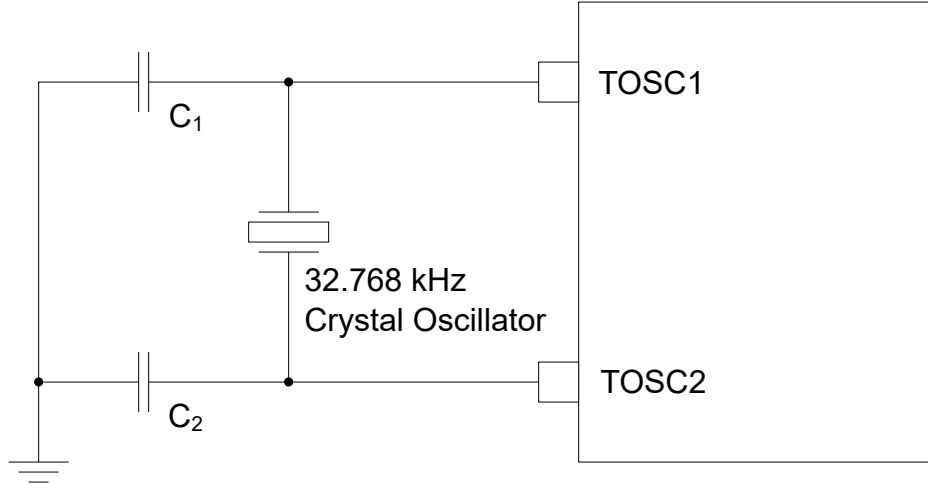 TOSC1
C₁
32.768 kHz
Crystal Oscillator
TOSC2
C₂